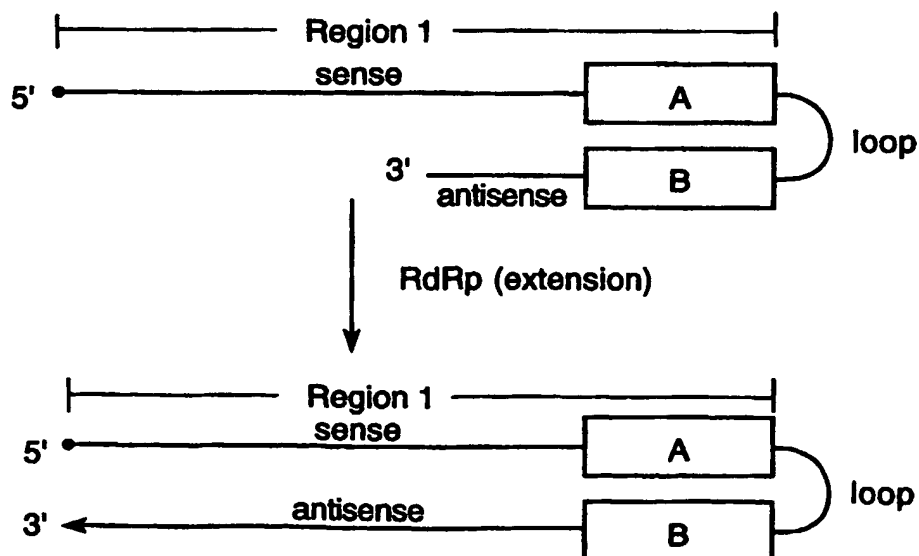 Region 1
sense
5'
A
loop
3'
B
antisense
RdRp (extension)
Region 1
sense
5'
A
loop
antisense
3'
B